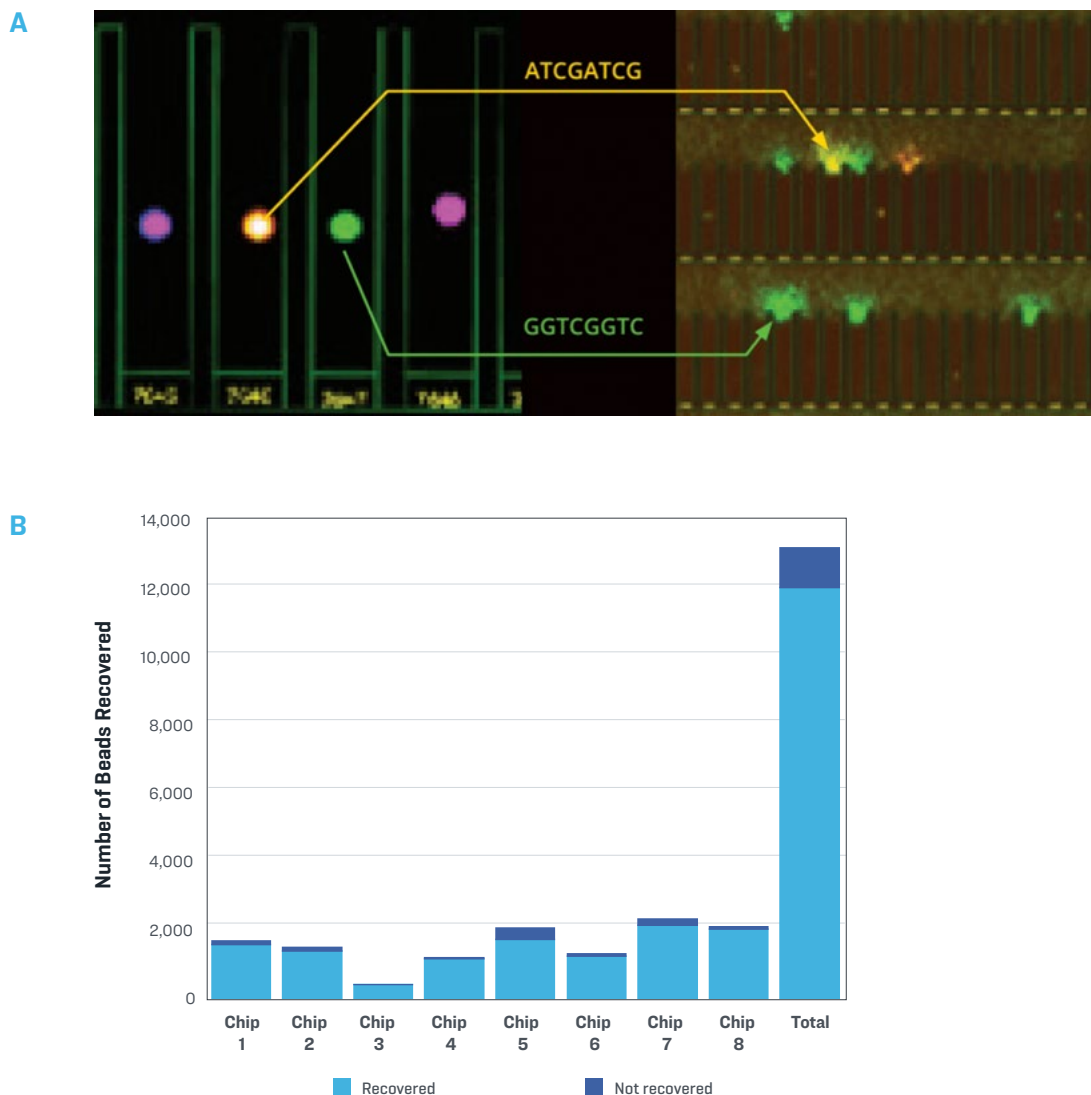 A
ATCGATCG
GGTCGGTC
B
Number of Beads Recovered
14,000
12,000
10,000
8,000
6,000
4,000
2,000
0
Chip 1
Chip 2
Chip 3
Chip 4
Chip 5
Chip 6
Chip 7
Chip 8
Total
Recovered
Not recovered